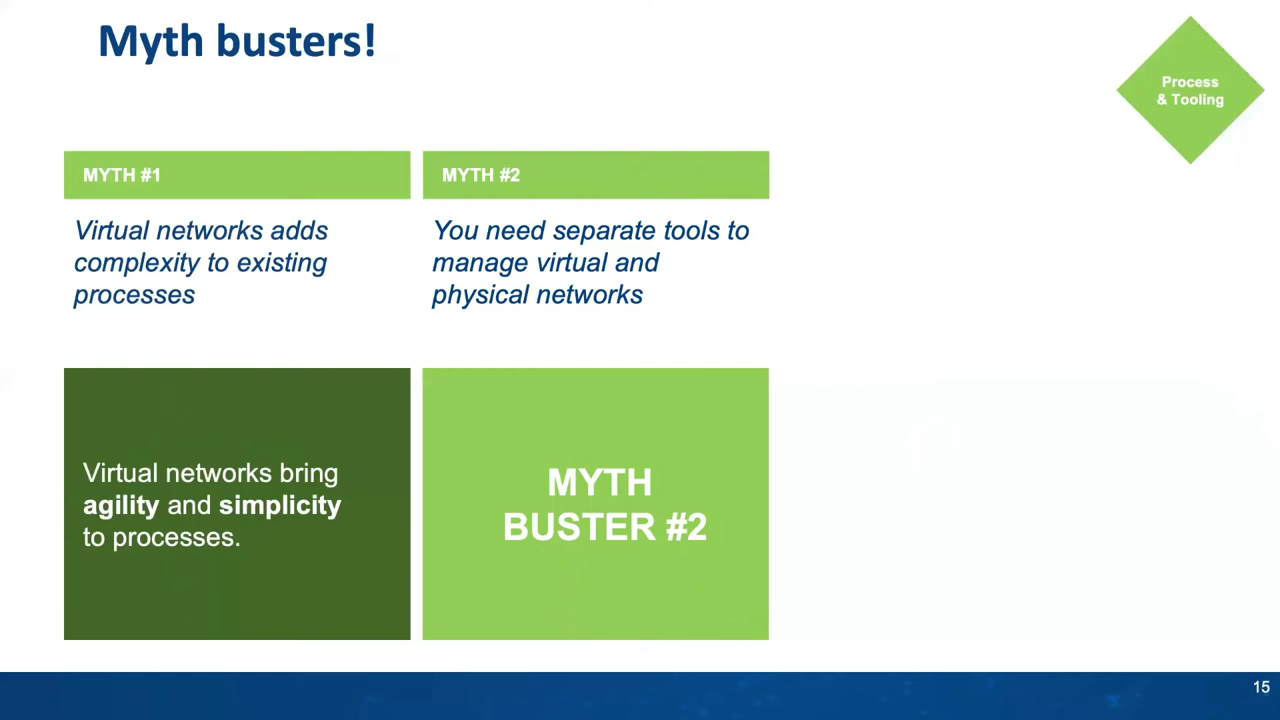 Myth busters!
Process
& Tooling
MYTH #1
Virtual networks adds
complexity to existing
processes
MYTH #2
You need separate tools to
manage virtual and
physical networks
Virtual networks bring
agility and simplicity
to processes.
MYTH
BUSTER #2
15